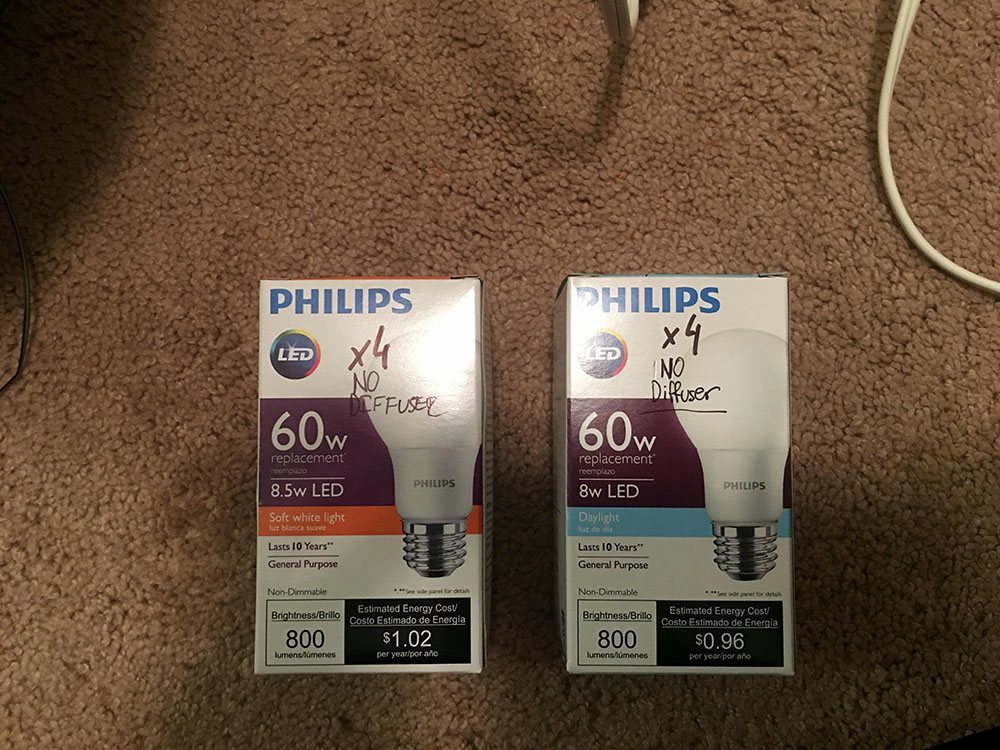 PHILIPS
LED
x4
NO
DIFFUSER
60w
replacement*
reemplazo
8.5w LED
PHILIPS
Soft white light
luz blanca suave
Lasts 10 Years**
General Purpose
Non-Dimmable
*,**See side panel for details
Brightness/Brillo
800
lumens/lúmenes
Estimated Energy Cost/
Costo Estimado de Energía
$1.02
per year/por año
PHILIPS
LED
x4
NO
Diffuser
60w
replacement*
reemplazo
8w LED
PHILIPS
Daylight
luz de dia
Lasts 10 Years**
General Purpose
Non-Dimmable
*,**See side panel for details
Brightness/Brillo
800
lumens/lúmenes
Estimated Energy Cost/
Costo Estimado de Energía
$0.96
per year/por año